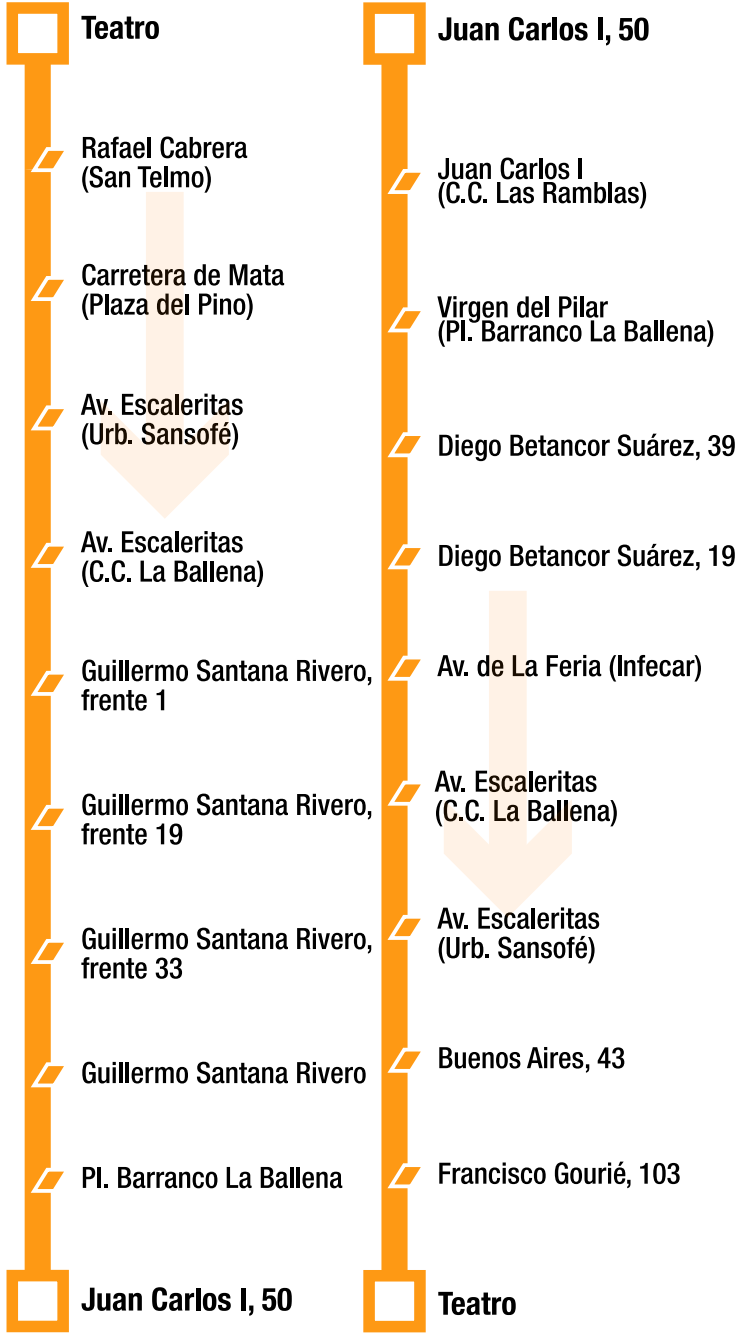 Teatro
Rafael Cabrera
(San Telmo)
Carretera de Mata
(Plaza del Pino)
Av. Escaleritas
(Urb. Sansofé)
Av. Escaleritas
(C.C. La Ballena)
Guillermo Santana Rivero,
frente 1
Guillermo Santana Rivero,
frente 19
Guillermo Santana Rivero,
frente 33
Guillermo Santana Rivero
Pl. Barranco La Ballena
Juan Carlos I, 50
Juan Carlos I, 50
Juan Carlos I
(C.C. Las Ramblas)
Virgen del Pilar
(Pl. Barranco La Ballena)
Diego Betancor Suárez, 39
Diego Betancor Suárez, 19
Av. de La Feria (Infecar)
Av. Escaleritas
(C.C. La Ballena)
Av. Escaleritas
(Urb. Sansofé)
Buenos Aires, 43
Francisco Gourié, 103
Teatro